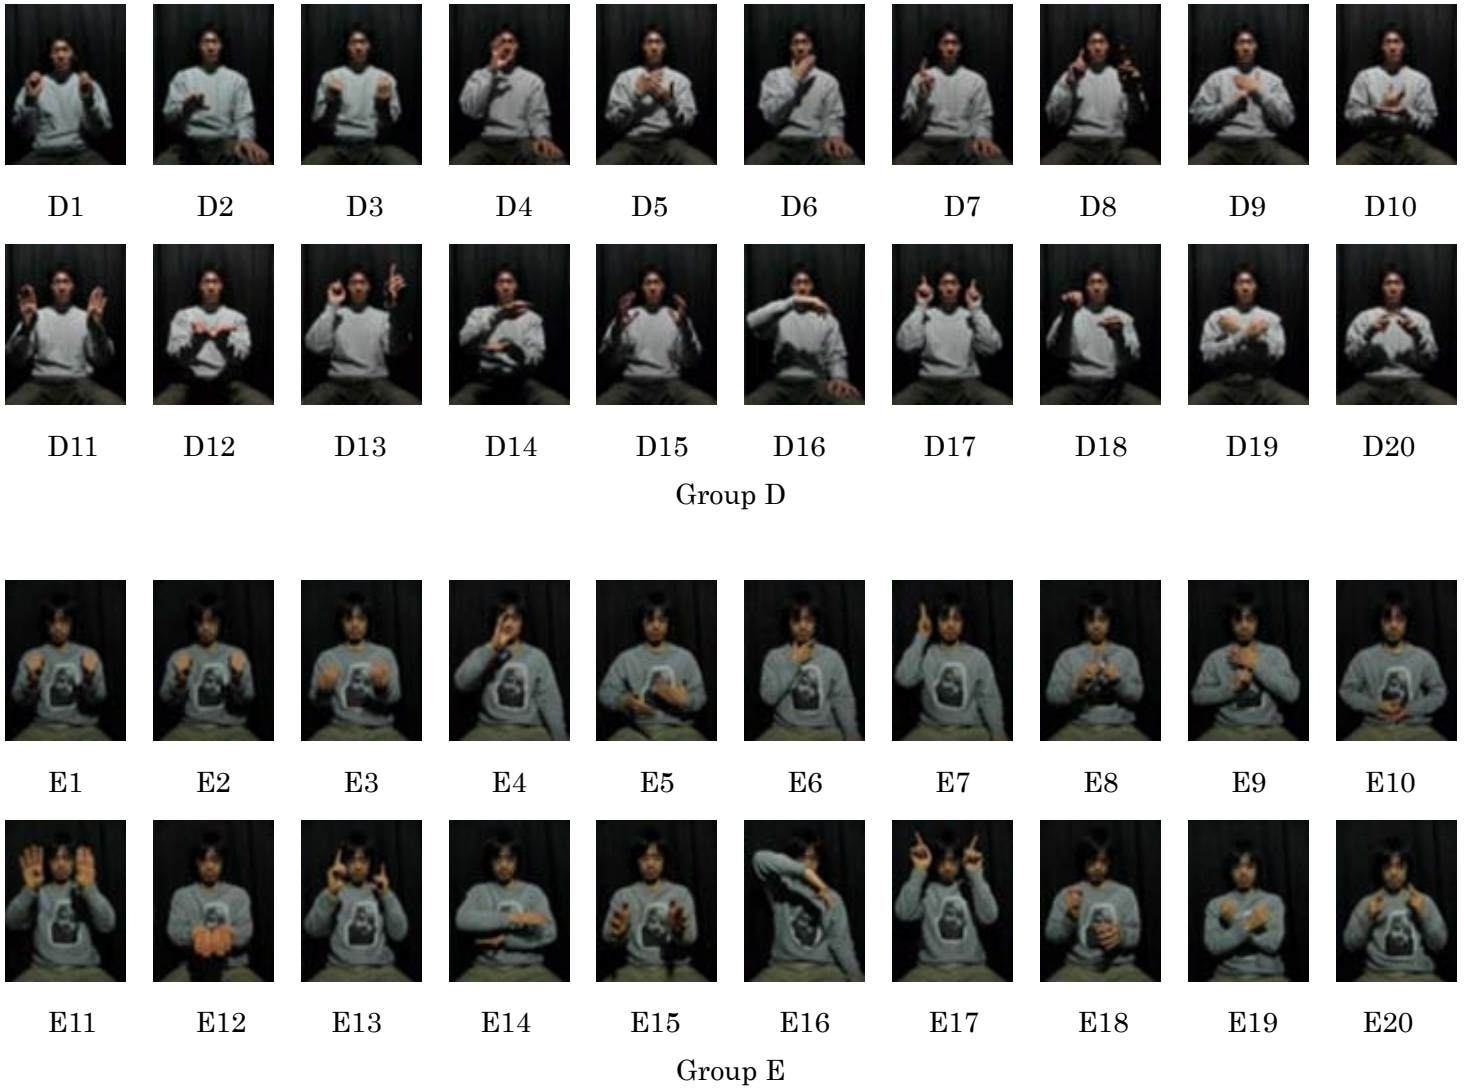 D1 D2 D3 D4 D5 D6 D7 D8 D9 D10
D11 D12 D13 D14 D15 D16 D17 D18 D19 D20
Group D
E1 E2 E3 E4 E5 E6 E7 E8 E9 E10
E11 E12 E13 E14 E15 E16 E17 E18 E19 E20
Group E